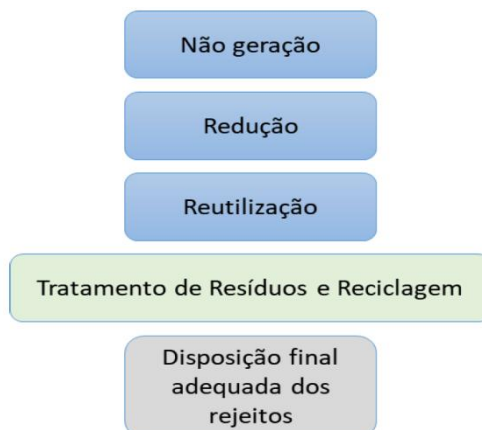 Não geração
Redução
Reutilização
Tratamento de Resíduos e Reciclagem
Disposição final
adequada dos
rejeitos